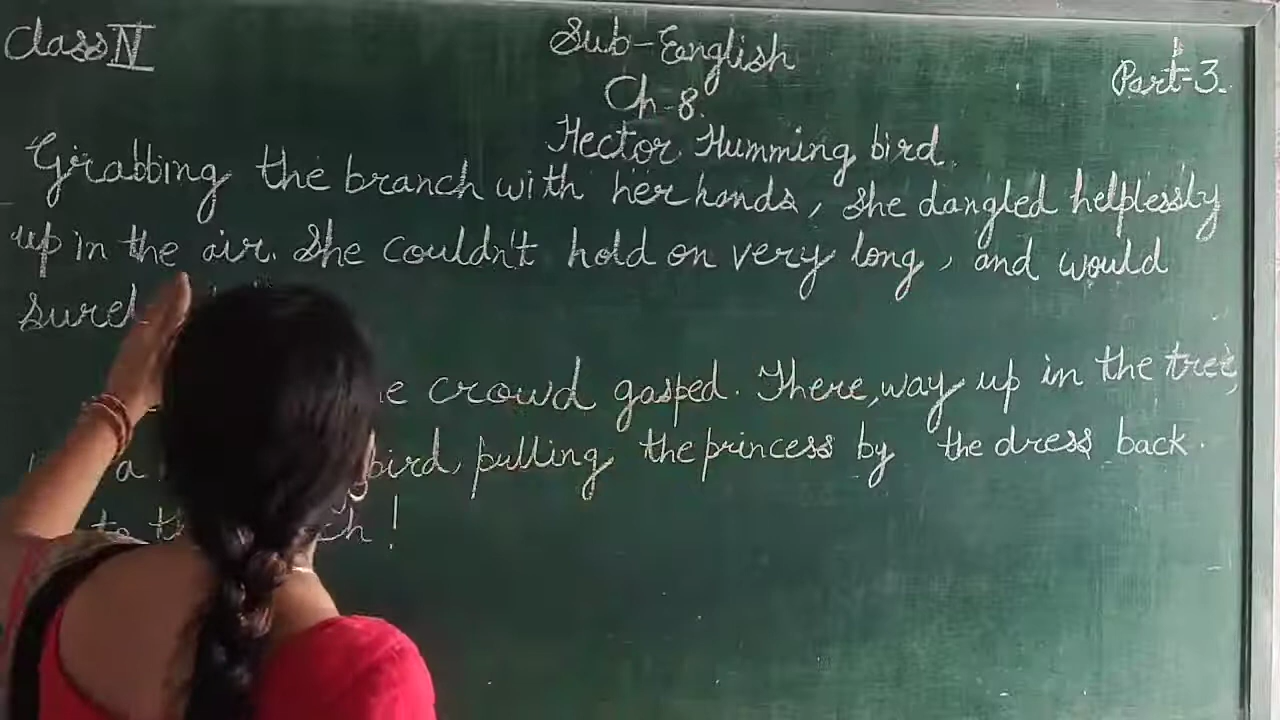 Class IV
Sub-English
Part-3.
Ch-8.
Hector Humming bird.
Grabbing the branch with her hands, she dangled helplessly
up in the air. She couldn't hold on very long, and would
crowd gasped. There, way up in the tree,
a bird, pulling the princess by the dress back.
to !